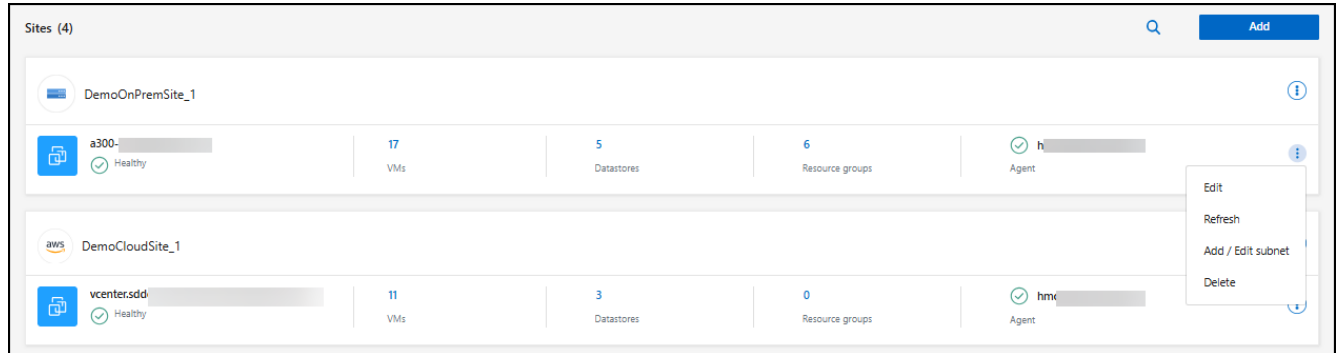 Sites (4)
Add
DemoOnPremSite_1
a300-
Healthy
17
VMs
5
Datastores
6
Resource groups
h
Agent
Edit
Refresh
Add / Edit subnet
Delete
aws
DemoCloudSite_1
vcenter.sdd
Healthy
11
VMs
3
Datastores
0
Resource groups
hm
Agent